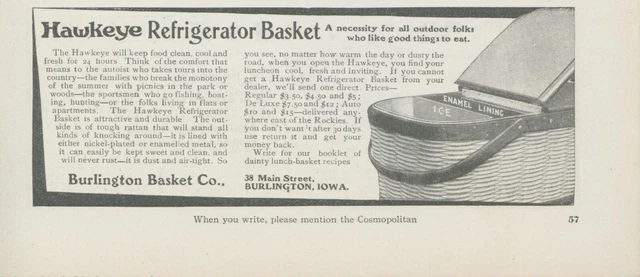 Hawkeye Refrigerator Basket
A necessity for all outdoor folks
who like good things to eat.
The Hawkeye will keep food clean, cool and
fresh for 24 hours Think of the comfort that
means to the autoist who takes tours into the
country—the families who break the monotony
of the summer with picnics in the park or
woods—the sportsmen who go fishing, boat-
ing, hunting—or the folks living in flats or
apartments. The Hawkeye Refrigerator
Basket is attractive and durable The out-
side is of tough rattan that will stand all
kinds of knocking around—it is lined with
either nickel-plated or enameled metal, so
it can easily be kept sweet and clean, and
will never rust—it is dust and air-tight. So
you see, no matter how warm the day or dusty the
road, when you open the Hawkeye, you find your
luncheon cool, fresh and inviting. If you cannot
get a Hawkeye Refrigerator Basket from your
dealer, we'll send one direct. Prices—
Regular $3.50, $4.50 and $5;
De Luxe $7.50 and $12; Auto
$10 and $15—delivered any-
where east of the Rockies. If
you don't want it after 30 days
use return it and get your
money back.
Write for our booklet of
dainty lunch-basket recipes
ENAMEL LINING
ICE
Burlington Basket Co.,
38 Main Street,
BURLINGTON, IOWA.
When you write, please mention the Cosmopolitan
57